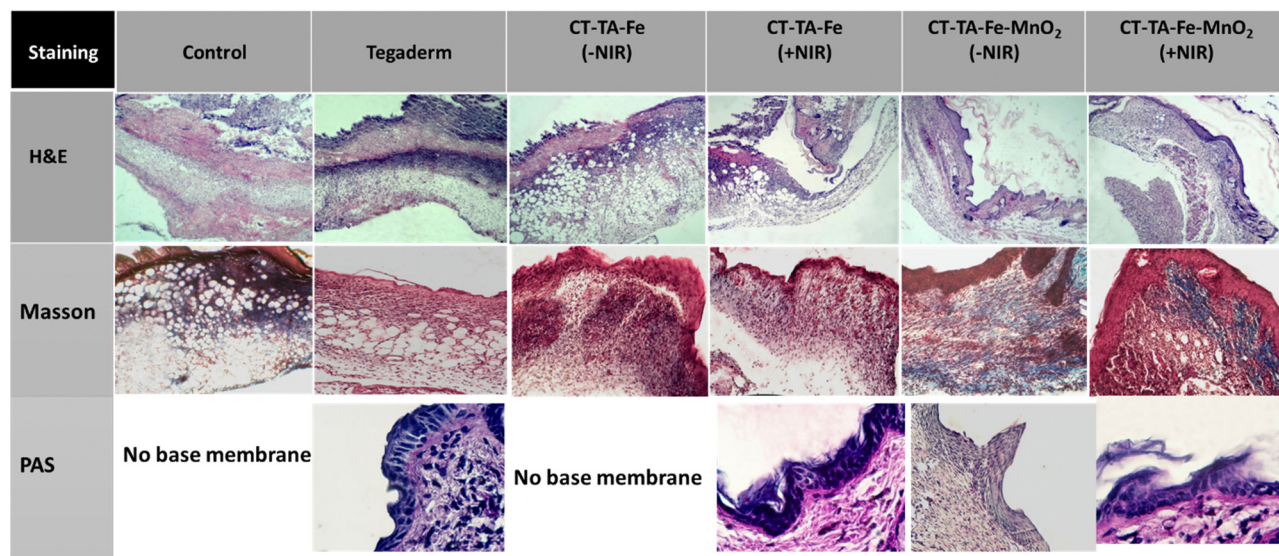 Staining
Control
Tegaderm
CT-TA-Fe
(-NIR)
CT-TA-Fe
(+NIR)
CT-TA-Fe-MnO₂
(-NIR)
CT-TA-Fe-MnO₂
(+NIR)
H&E
Masson
PAS
No base membrane
No base membrane